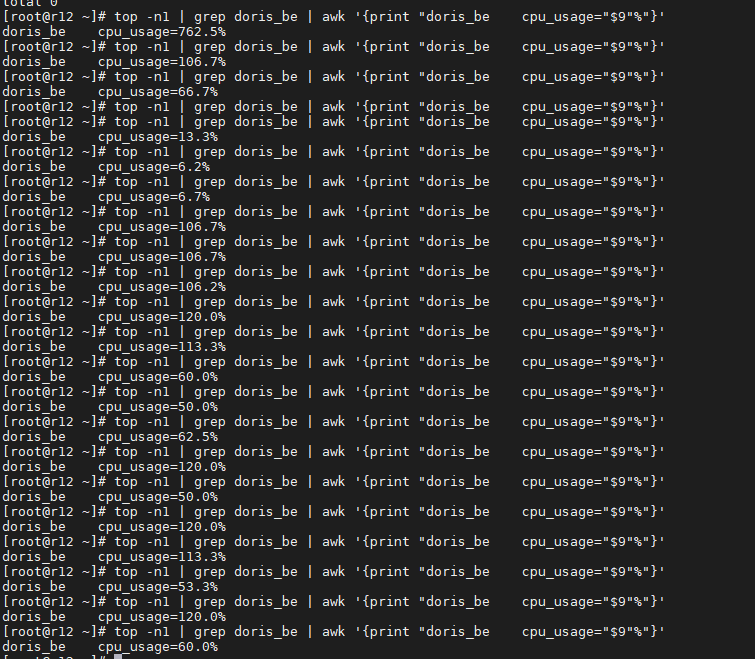 total 0
[root@r12 ~]# top -n1 | grep doris_be | awk '{print "doris_be    cpu_usage="$9"%"}'
doris_be    cpu_usage=762.5%
[root@r12 ~]# top -n1 | grep doris_be | awk '{print "doris_be    cpu_usage="$9"%"}'
doris_be    cpu_usage=106.7%
[root@r12 ~]# top -n1 | grep doris_be | awk '{print "doris_be    cpu_usage="$9"%"}'
doris_be    cpu_usage=66.7%
[root@r12 ~]# top -n1 | grep doris_be | awk '{print "doris_be    cpu_usage="$9"%"}'
[root@r12 ~]# top -n1 | grep doris_be | awk '{print "doris_be    cpu_usage="$9"%"}'
doris_be    cpu_usage=13.3%
[root@r12 ~]# top -n1 | grep doris_be | awk '{print "doris_be    cpu_usage="$9"%"}'
doris_be    cpu_usage=6.2%
[root@r12 ~]# top -n1 | grep doris_be | awk '{print "doris_be    cpu_usage="$9"%"}'
doris_be    cpu_usage=6.7%
[root@r12 ~]# top -n1 | grep doris_be | awk '{print "doris_be    cpu_usage="$9"%"}'
doris_be    cpu_usage=106.7%
[root@r12 ~]# top -n1 | grep doris_be | awk '{print "doris_be    cpu_usage="$9"%"}'
doris_be    cpu_usage=106.7%
[root@r12 ~]# top -n1 | grep doris_be | awk '{print "doris_be    cpu_usage="$9"%"}'
doris_be    cpu_usage=106.2%
[root@r12 ~]# top -n1 | grep doris_be | awk '{print "doris_be    cpu_usage="$9"%"}'
doris_be    cpu_usage=120.0%
[root@r12 ~]# top -n1 | grep doris_be | awk '{print "doris_be    cpu_usage="$9"%"}'
doris_be    cpu_usage=113.3%
[root@r12 ~]# top -n1 | grep doris_be | awk '{print "doris_be    cpu_usage="$9"%"}'
doris_be    cpu_usage=60.0%
[root@r12 ~]# top -n1 | grep doris_be | awk '{print "doris_be    cpu_usage="$9"%"}'
doris_be    cpu_usage=50.0%
[root@r12 ~]# top -n1 | grep doris_be | awk '{print "doris_be    cpu_usage="$9"%"}'
doris_be    cpu_usage=62.5%
[root@r12 ~]# top -n1 | grep doris_be | awk '{print "doris_be    cpu_usage="$9"%"}'
doris_be    cpu_usage=120.0%
[root@r12 ~]# top -n1 | grep doris_be | awk '{print "doris_be    cpu_usage="$9"%"}'
doris_be    cpu_usage=50.0%
[root@r12 ~]# top -n1 | grep doris_be | awk '{print "doris_be    cpu_usage="$9"%"}'
doris_be    cpu_usage=120.0%
[root@r12 ~]# top -n1 | grep doris_be | awk '{print "doris_be    cpu_usage="$9"%"}'
doris_be    cpu_usage=113.3%
[root@r12 ~]# top -n1 | grep doris_be | awk '{print "doris_be    cpu_usage="$9"%"}'
doris_be    cpu_usage=53.3%
[root@r12 ~]# top -n1 | grep doris_be | awk '{print "doris_be    cpu_usage="$9"%"}'
doris_be    cpu_usage=120.0%
[root@r12 ~]# top -n1 | grep doris_be | awk '{print "doris_be    cpu_usage="$9"%"}'
doris_be    cpu_usage=60.0%
[root@r12 ~]#